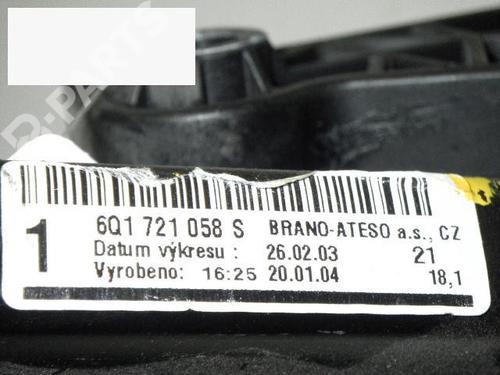 B-PARTS
1
6Q1 721 058 S BRANO-ATESO a.s., CZ
Datum výkresu : 26.02.03 21
Vyrobeno: 16:25 20.01.04 18,1